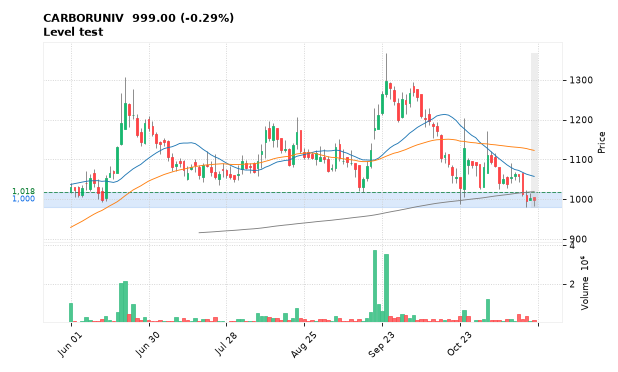 CARBORUNIV 999.00 (-0.29%)
Level test
1300
1200
1100
1,018
1,000
1000
900
Price
4
2
Volume 10⁶
Jun 01
Jun 30
Jul 28
Aug 25
Sep 23
Oct 23